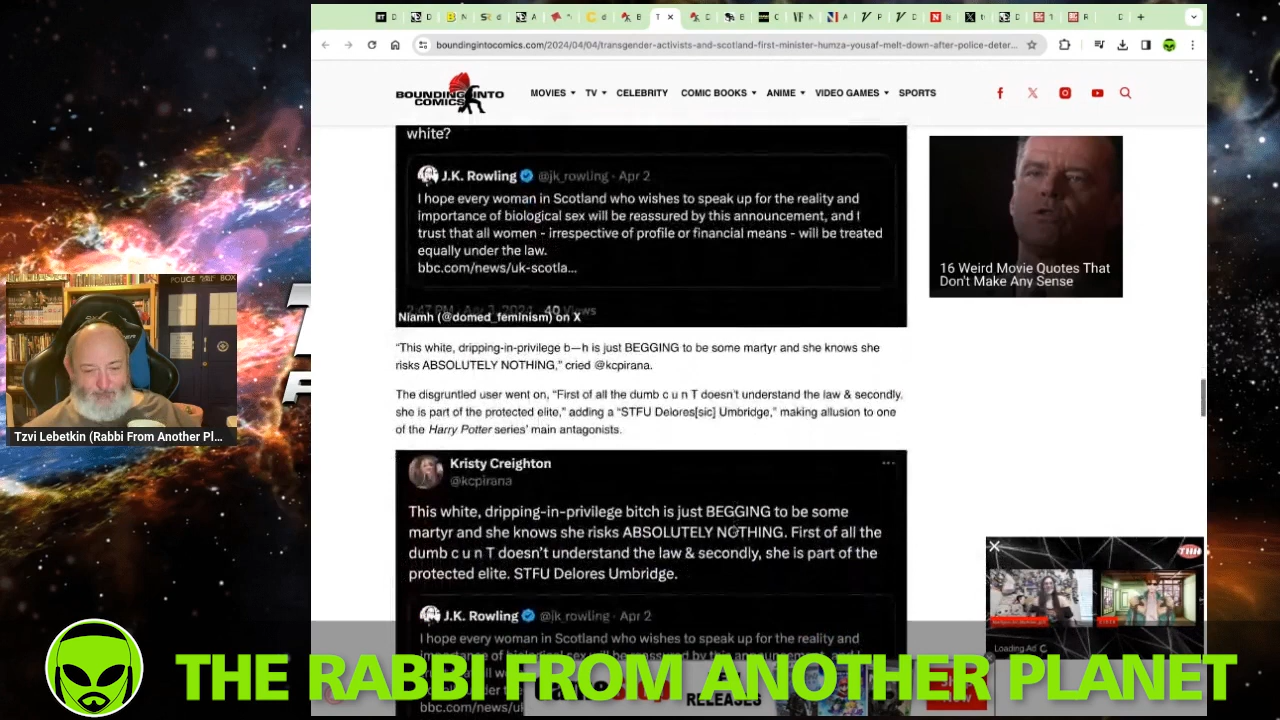 boundingintocomics.com/2024/04/04/transgender-activists-and-scotland-first-minister-humza-yousaf-melt-down-after-police-deter...
BOUNDING INTO
COMICS
MOVIES TV CELEBRITY COMIC BOOKS ANIME VIDEO GAMES SPORTS
white?
J.K. Rowling @jk_rowling · Apr 2
I hope every woman in Scotland who wishes to speak up for the reality and
importance of biological sex will be reassured by this announcement, and I
trust that all women - irrespective of profile or financial means - will be treated
equally under the law.
bbc.com/news/uk-scotla...
40 Views
Niamh (@domed_feminism) on X
16 Weird Movie Quotes That
Don't Make Any Sense
“This white, dripping-in-privilege b—h is just BEGGING to be some martyr and she knows she
risks ABSOLUTELY NOTHING,” cried @kcpirana.
The disgruntled user went on, “First of all the dumb c u n T doesn’t understand the law & secondly,
she is part of the protected elite,” adding a “STFU Delores[sic] Umbridge,” making allusion to one
of the Harry Potter series’ main antagonists.
Kristy Creighton
@kcpirana
This white, dripping-in-privilege bitch is just BEGGING to be some
martyr and she knows she risks ABSOLUTELY NOTHING. First of all the
dumb c u n T doesn’t understand the law & secondly, she is part of the
protected elite. STFU Delores Umbridge.
J.K. Rowling @jk_rowling · Apr 2
I hope every woman in Scotland who wishes to speak up for the reality and
bbc.com/news/uk
POLICE BOX
Tzvi Lebetkin (Rabbi From Another Pl...
Loading Ad
RELEASES
THE RABBI FROM ANOTHER PLANET